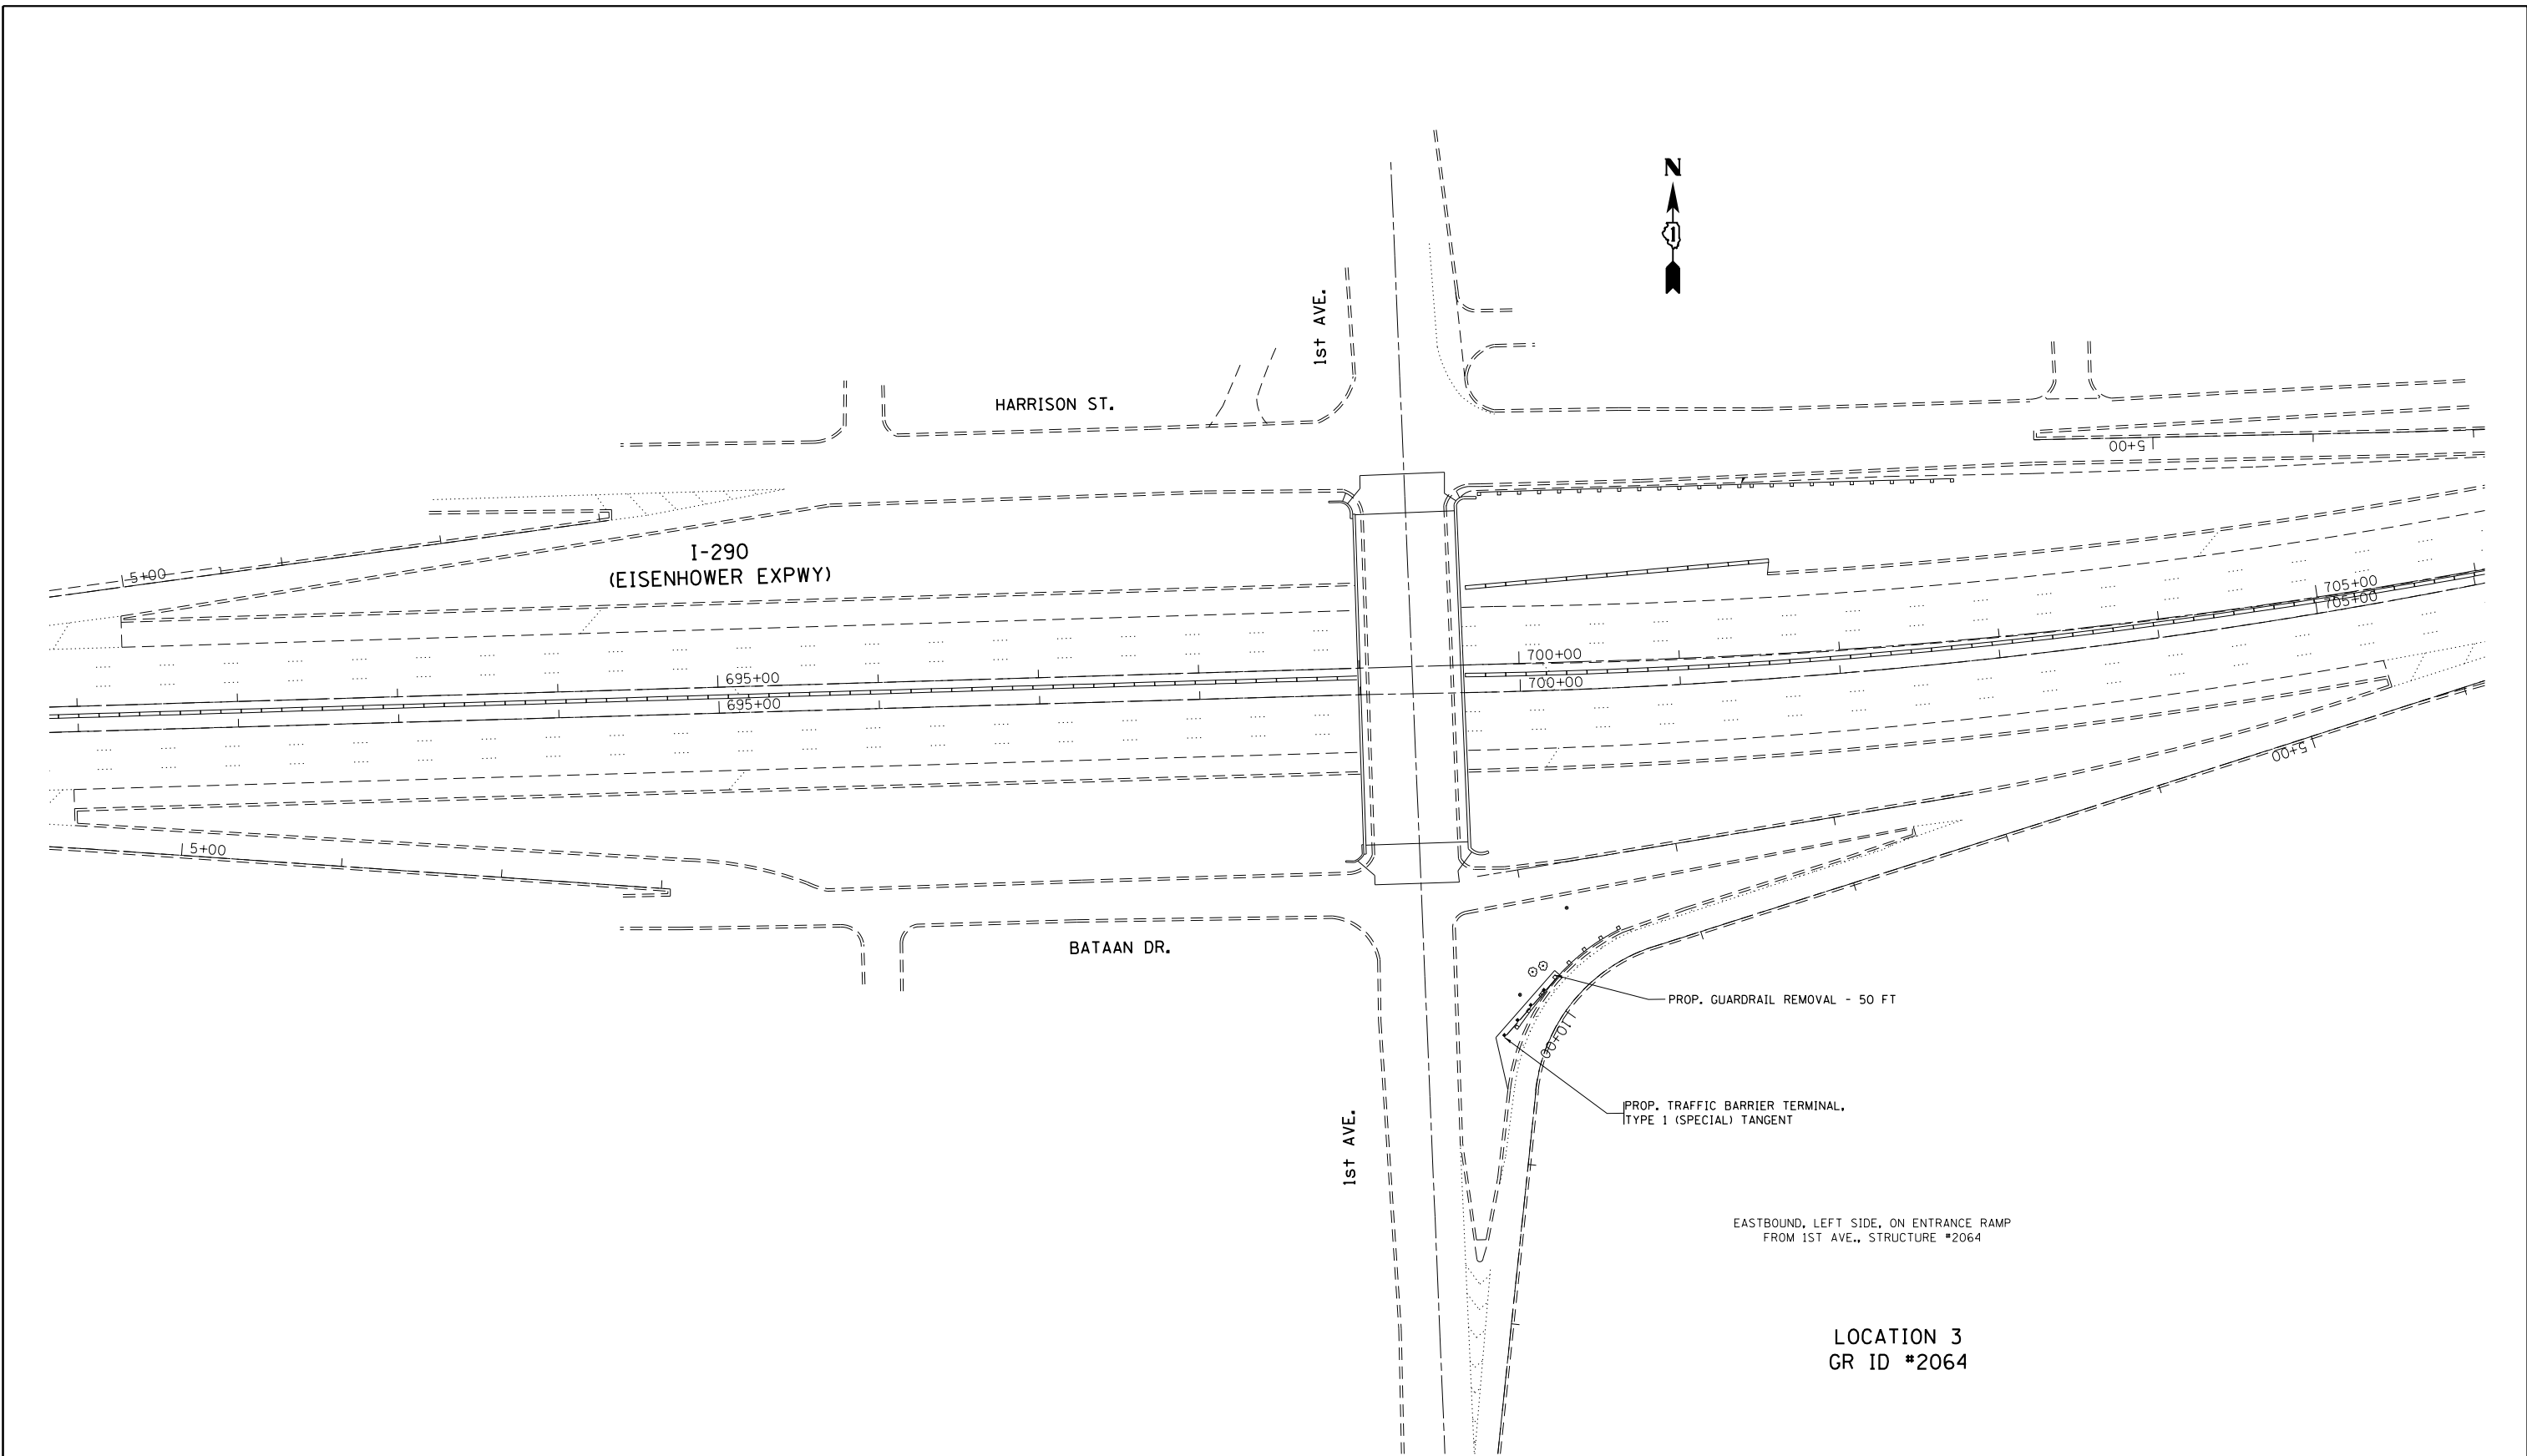 N
1
1st AVE.
HARRISON ST.
5+00
I-290
(EISENHOWER EXPWY)
5+00
705+00
705+00
700+00
700+00
695+00
695+00
5+00
5+00
BATAAN DR.
PROP. GUARDRAIL REMOVAL - 50 FT
110+00
PROP. TRAFFIC BARRIER TERMINAL,
TYPE 1 (SPECIAL) TANGENT
1st AVE.
EASTBOUND, LEFT SIDE, ON ENTRANCE RAMP
FROM 1ST AVE., STRUCTURE #2064
LOCATION 3
GR ID #2064